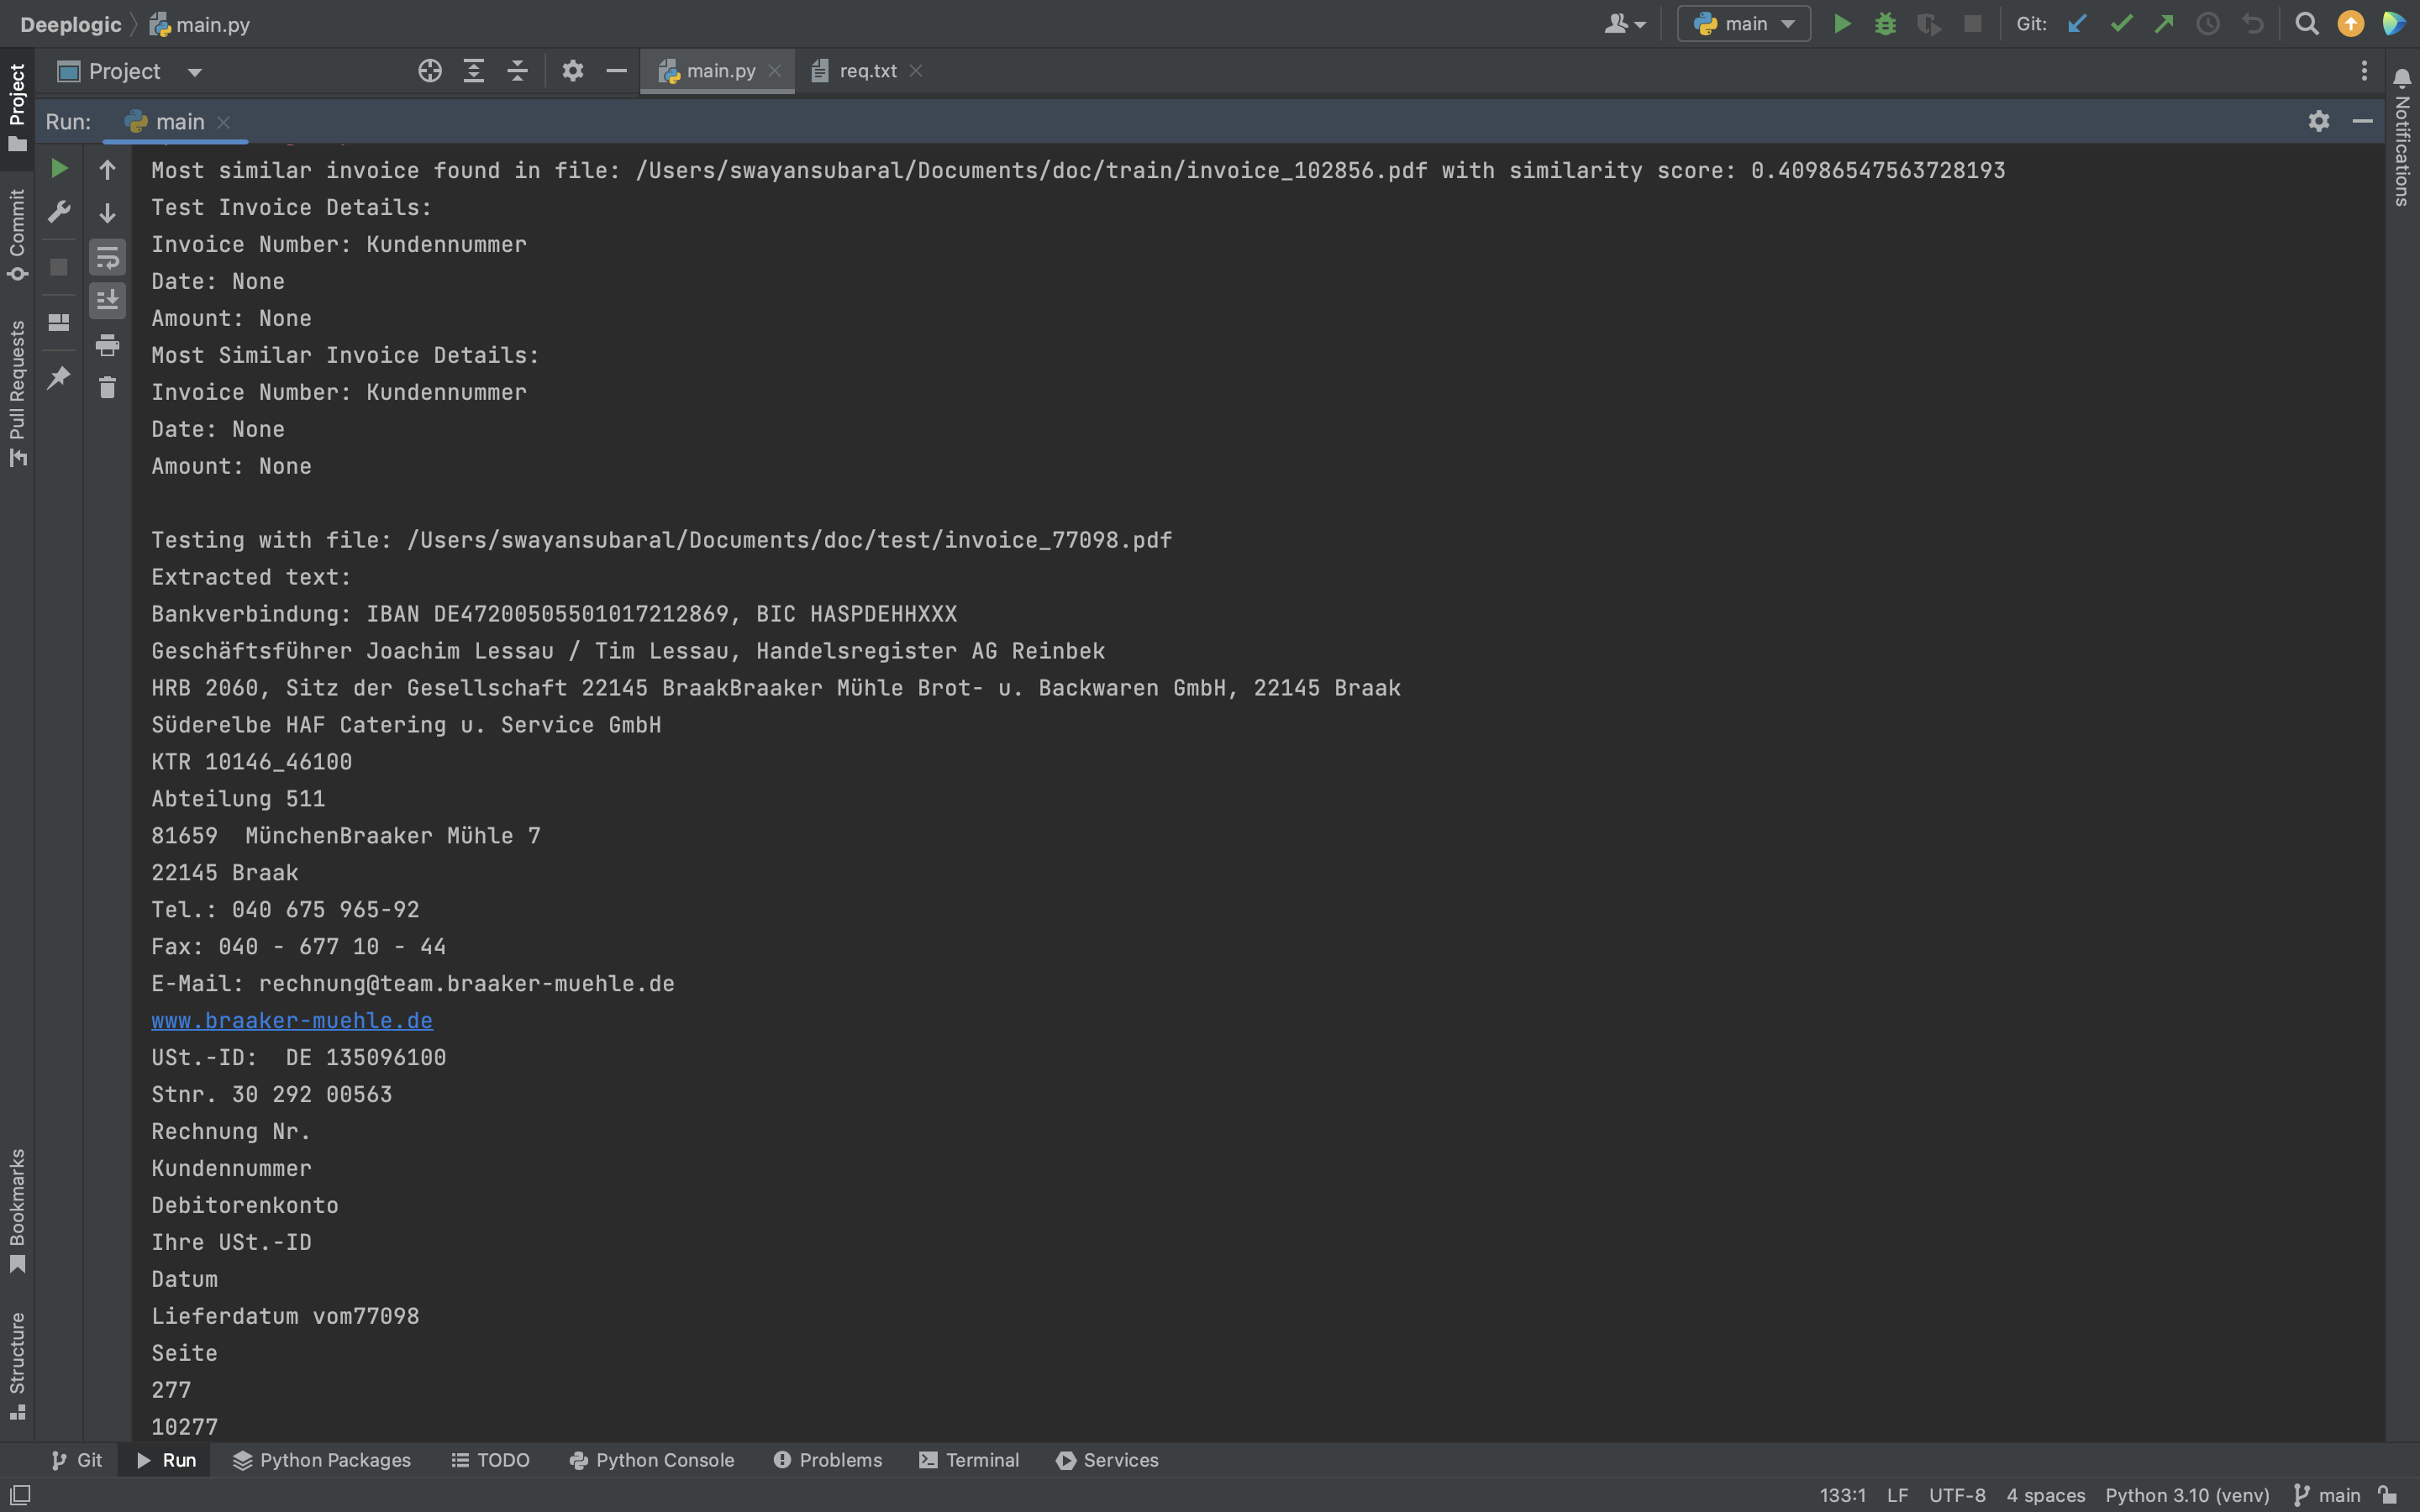 Deeplogic main.py main Git:
Project main.py req.txt
Run: main
Most similar invoice found in file: /Users/swayansubaral/Documents/doc/train/invoice_102856.pdf with similarity score: 0.40986547563728193
Test Invoice Details:
Invoice Number: Kundennummer
Date: None
Amount: None
Most Similar Invoice Details:
Invoice Number: Kundennummer
Date: None
Amount: None
Testing with file: /Users/swayansubaral/Documents/doc/test/invoice_77098.pdf
Extracted text:
Bankverbindung: IBAN DE47200505501017212869, BIC HASPDEHHXXX
Geschäftsführer Joachim Lessau / Tim Lessau, Handelsregister AG Reinbek
HRB 2060, Sitz der Gesellschaft 22145 BraakBraaker Mühle Brot- u. Backwaren GmbH, 22145 Braak
Süderelbe HAF Catering u. Service GmbH
KTR 10146_46100
Abteilung 511
81659  MünchenBraaker Mühle 7
22145 Braak
Tel.: 040 675 965-92
Fax: 040 - 677 10 - 44
E-Mail: rechnung@team.braaker-muehle.de
www.braaker-muehle.de
USt.-ID:  DE 135096100
Stnr. 30 292 00563
Rechnung Nr.
Kundennummer
Debitorenkonto
Ihre USt.-ID
Datum
Lieferdatum vom77098
Seite
277
10277
Project
Commit
Pull Requests
Bookmarks
Structure
Notifications
Git Run Python Packages TODO Python Console Problems Terminal Services
133:1 LF UTF-8 4 spaces Python 3.10 (venv) main